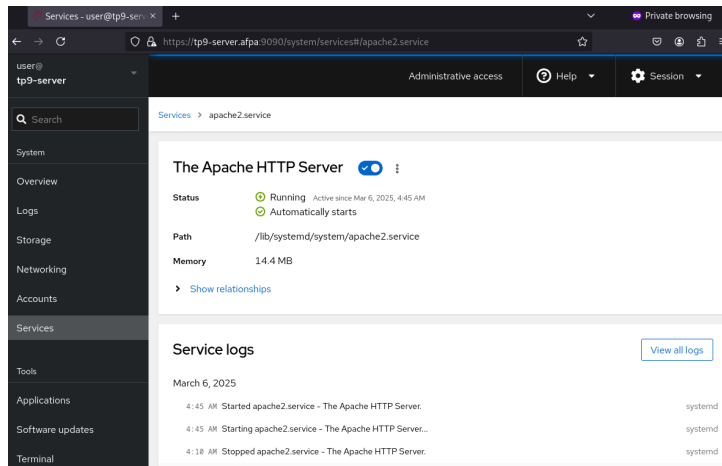 Services - user@tp9-serv × +
Private browsing
https://tp9-server.afpa:9090/system/services#/apache2.service
user@
tp9-server
Administrative access
Help
Session
Search
Services > apache2.service
System
Overview
Logs
Storage
Networking
Accounts
Services
Tools
Applications
Software updates
Terminal
The Apache HTTP Server
Status
Running Active since Mar 6, 2025, 4:45 AM
Automatically starts
Path /lib/systemd/system/apache2.service
Memory 14.4 MB
Show relationships
Service logs
View all logs
March 6, 2025
4:45 AM Started apache2.service - The Apache HTTP Server. systemd
4:45 AM Starting apache2.service - The Apache HTTP Server... systemd
4:10 AM Stopped apache2.service - The Apache HTTP Server. systemd